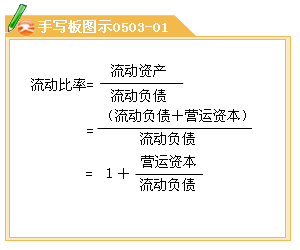 手写板图示0503-01
流动比率=流动资产/流动负债
=(流动负债＋营运资本)/流动负债
= 1＋营运资本/流动负债